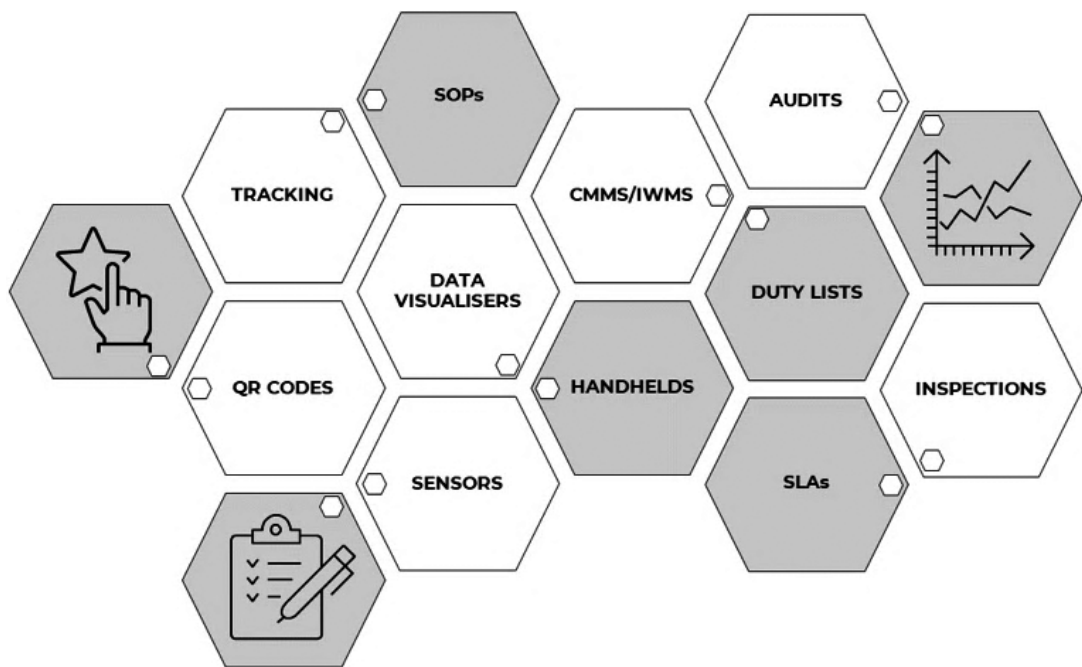 SOPs
AUDITS
TRACKING
CMMS/IWMS
DATA
VISUALISERS
DUTY LISTS
QR CODES
HANDHELDS
INSPECTIONS
SENSORS
SLAs